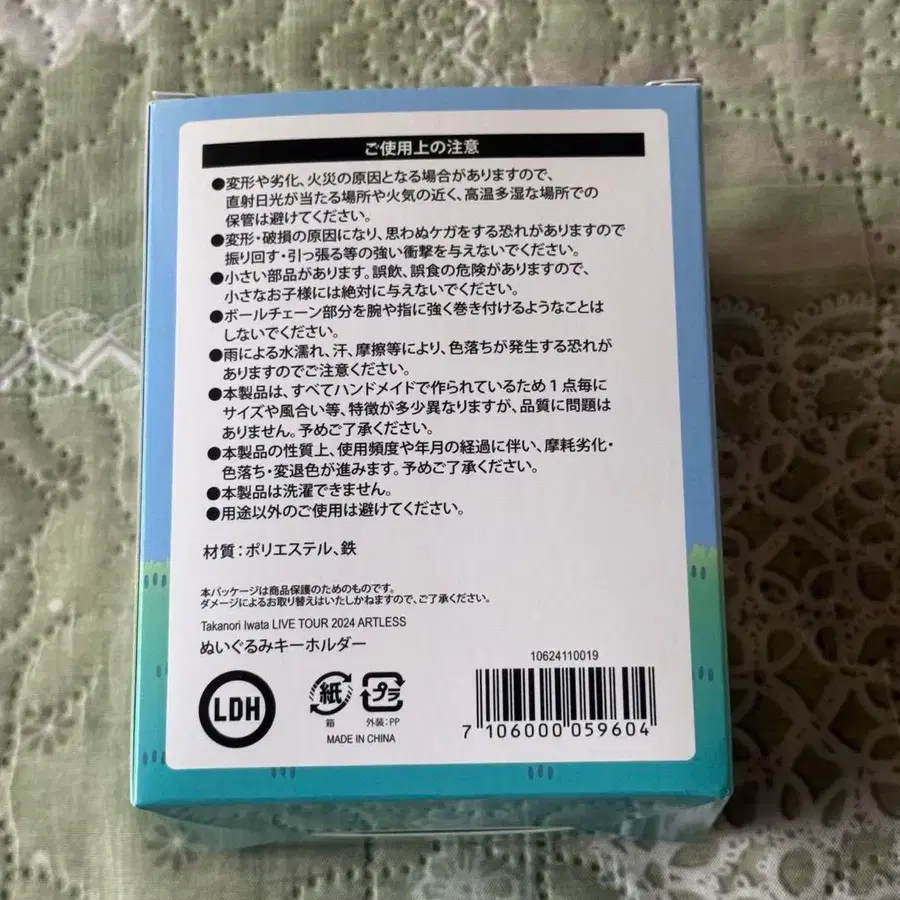 ご使用上の注意
●変形や劣化、火災の原因となる場合がありますので、
直射日光が当たる場所や火気の近く、高温多湿な場所での
保管は避けてください。
●変形・破損の原因になり、思わぬケガをする恐れがありますので
振り回す・引っ張る等の強い衝撃を与えないでください。
●小さい部品があります。誤飲、誤食の危険がありますので、
小さなお子様には絶対に与えないでください。
●ボールチェーン部分を腕や指に強く巻き付けるようなことは
しないでください。
●雨による水濡れ、汗、摩擦等により、色落ちが発生する恐れが
ありますのでご注意ください。
●本製品は、すべてハンドメイドで作られているため1点毎に
サイズや風合い等、特徴が多少異なりますが、品質に問題は
ありません。予めご了承ください。
●本製品の性質上、使用頻度や年月の経過に伴い、摩耗劣化・
色落ち・変退色が進みます。予めご了承ください。
●本製品は洗濯できません。
●用途以外のご使用は避けてください。
材質：ポリエステル、鉄
本パッケージは商品保護のためのものです。
ダメージによるお取り替えはいたしかねますので、ご了承ください。
Takanori Iwata LIVE TOUR 2024 ARTLESS
ぬいぐるみキーホルダー
LDH
紙
箱
プラ
外装：PP
MADE IN CHINA
10624110019
7 106000 059604